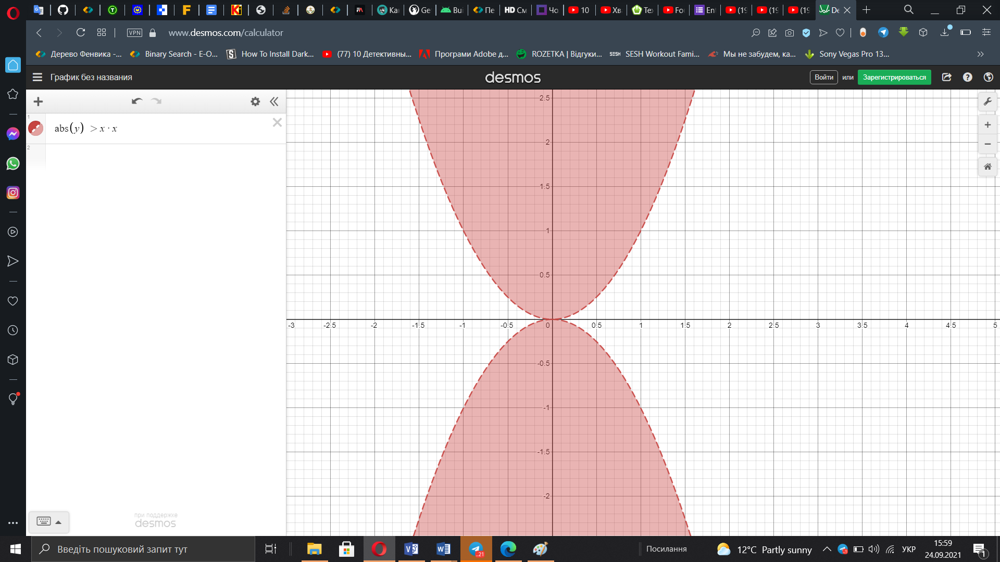 Ка
Ge
Bui
Пе
HD См
Чо
10
Хв
Te
Fo
En
(19
(19
(19
De
VPN www.desmos.com/calculator
Дерево Фенвика -... Binary Search - E-O... How To Install Dark... (77) 10 Детективны... Програми Adobe д... ROZETKA | Відгуки... SESH SESH Workout Fami... Мы не забудем, ка... Sony Vegas Pro 13...
График без названия desmos Войти или Зарегистрироваться
1
abs(y) > x · x
2
2.5
2
1.5
1
0.5
-3 -2.5 -2 -1.5 -1 -0.5 0 0.5 1 1.5 2 2.5 3 3.5 4 4.5 5
-0.5
-1
-1.5
-2
при поддержке
desmos
Введіть пошуковий запит тут
21
Посилання
12°C Partly sunny
УКР
15:59
24.09.2021
1